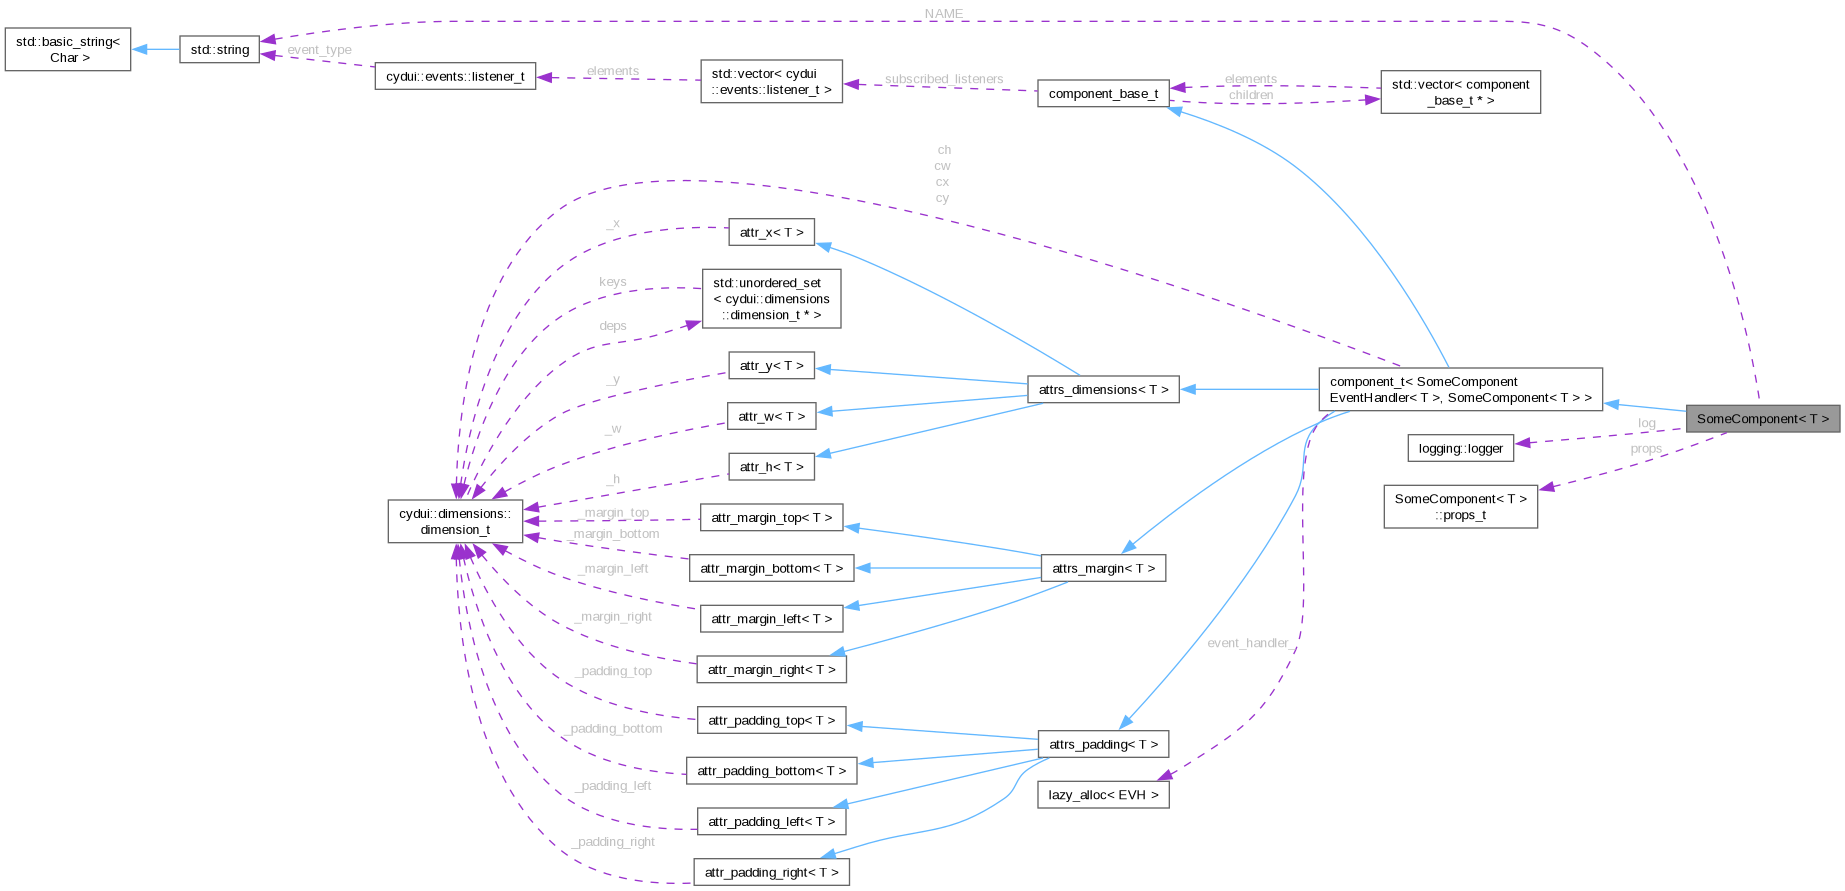 NAME
std::basic_string<
Char >
std::string
event_type
cydui::events::listener_t
elements
std::vector< cydui
::events::listener_t >
subscribed_listeners
component_base_t
elements
children
std::vector< component
_base_t * >
ch
cw
cx
cy
_x
attr_x< T >
keys
std::unordered_set
< cydui::dimensions
::dimension_t * >
deps
attr_y< T >
_y
attrs_dimensions< T >
component_t< SomeComponent
EventHandler< T >, SomeComponent< T > >
SomeComponent< T >
attr_w< T >
_w
log
logging::logger
props
attr_h< T >
_h
SomeComponent< T >
::props_t
cydui::dimensions::
dimension_t
_margin_top
attr_margin_top< T >
_margin_bottom
attr_margin_bottom< T >
attrs_margin< T >
_margin_left
attr_margin_left< T >
_margin_right
event_handler_
attr_margin_right< T >
_padding_top
attr_padding_top< T >
_padding_bottom
attrs_padding< T >
attr_padding_bottom< T >
_padding_left
lazy_alloc< EVH >
attr_padding_left< T >
_padding_right
attr_padding_right< T >